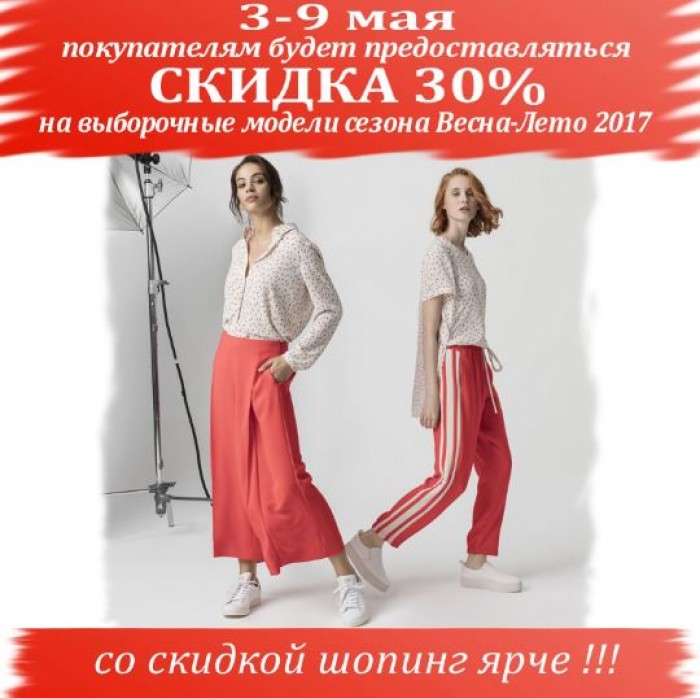 3-9 мая
покупателям будет предоставляться
СКИДКА 30%
на выборочные модели сезона Весна-Лето 2017
со скидкой шопинг ярче !!!